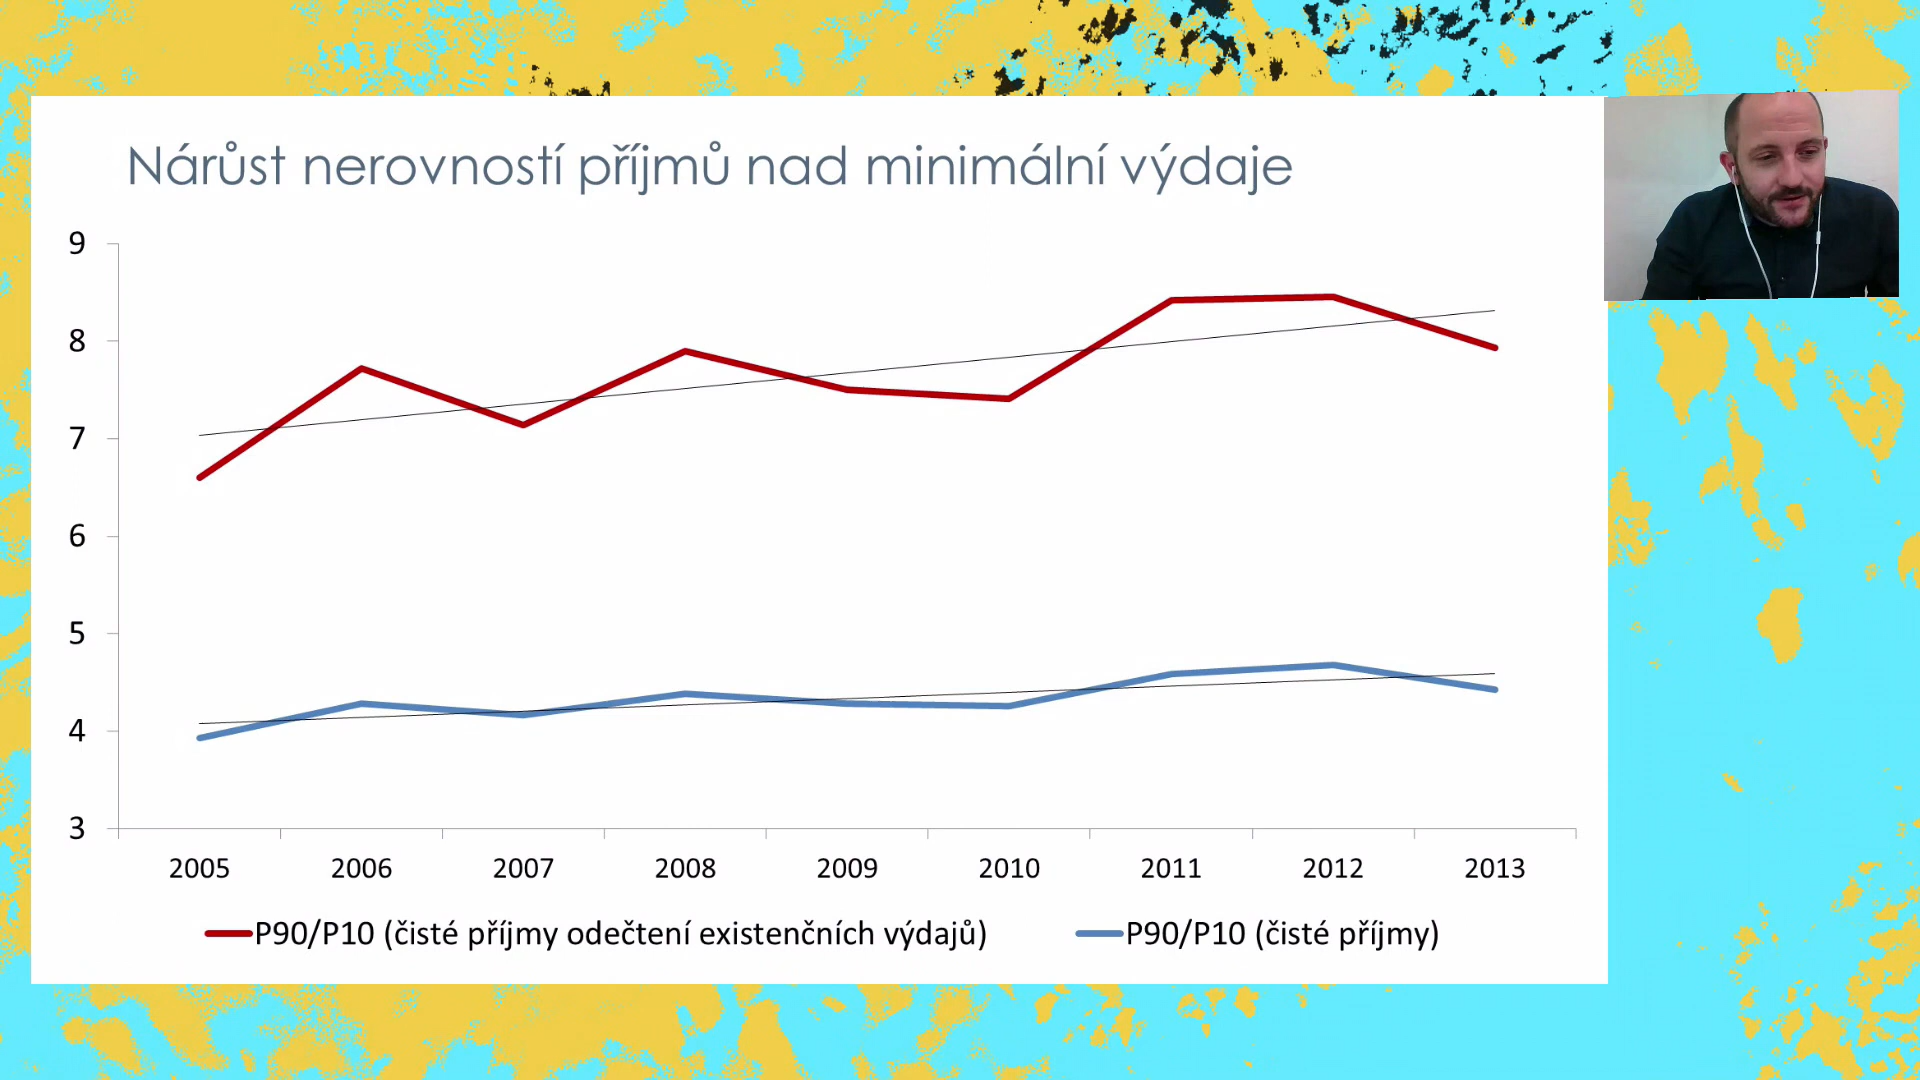 Nárůst nerovností příjmů nad minimální výdaje
9
8
7
6
5
4
3
2005 2006 2007 2008 2009 2010 2011 2012 2013
P90/P10 (čisté příjmy odečtení existenčních výdajů) P90/P10 (čisté příjmy)